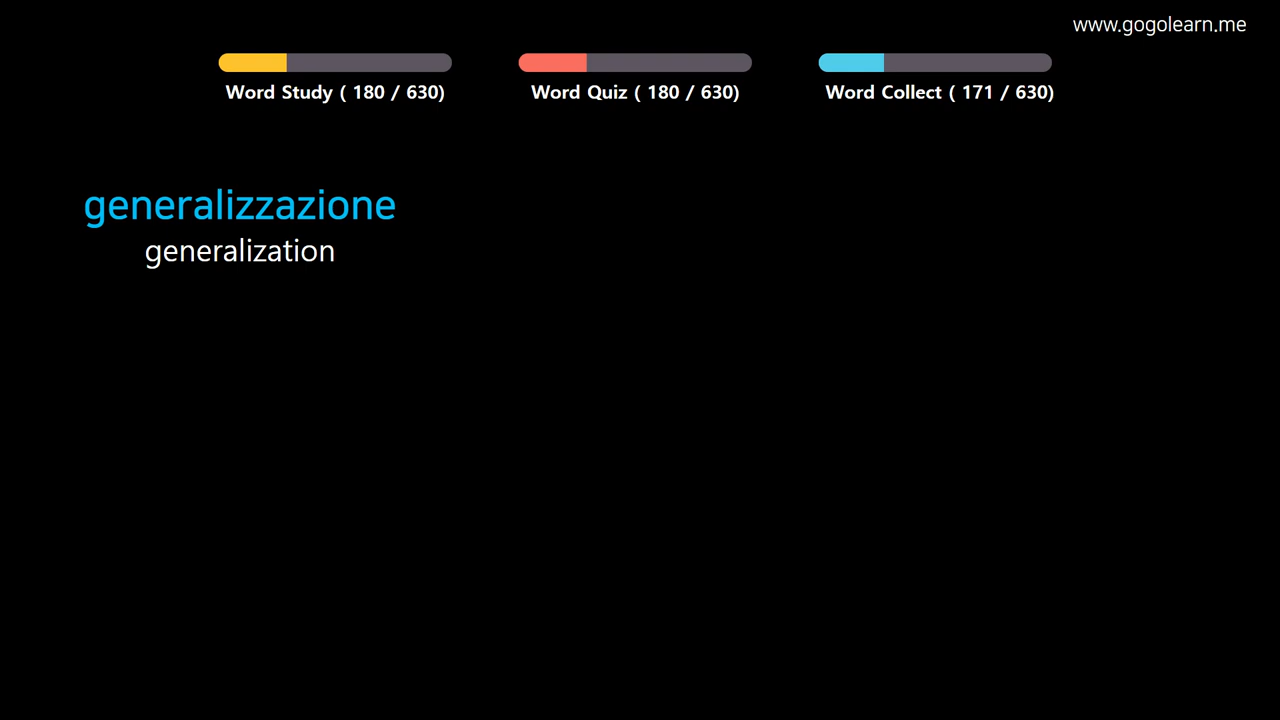 www.gogolearn.me
Word Study ( 180 / 630)
Word Quiz ( 180 / 630)
Word Collect ( 171 / 630)
generalizzazione
generalization